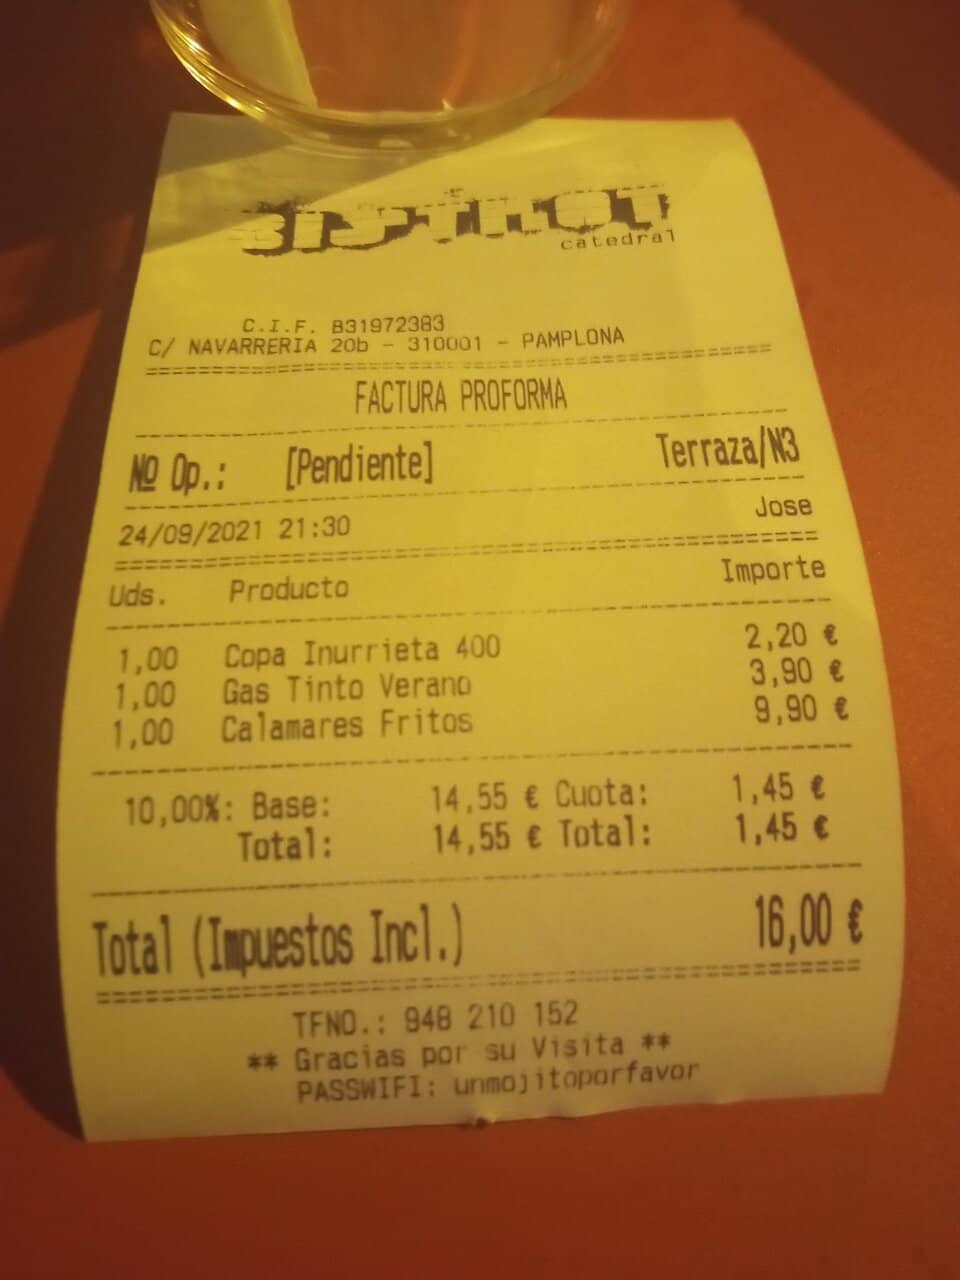 BISTROT
catedral
C.I.F. B31972383
C/ NAVARRERIA 20b - 310001 - PAMPLONA
FACTURA PROFORMA
Nº Op.: [Pendiente] Terraza/N3
24/09/2021 21:30 Jose
Uds. Producto Importe
1,00 Copa Inurrieta 400 2,20 €
1,00 Gas Tinto Verano 3,90 €
1,00 Calamares Fritos 9,90 €
10,00%: Base: 14,55 € Cuota: 1,45 €
Total: 14,55 € Total: 1,45 €
Total (Impuestos Incl.) 16,00 €
TFNO.: 948 210 152
** Gracias por su Visita **
PASSWIFI: unmojitoporfavor